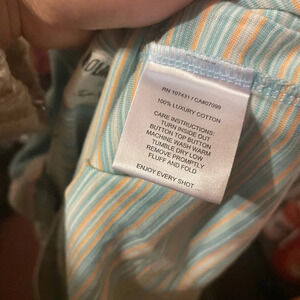 RN 107431 / CA#07099
100% LUXURY COTTON
CARE INSTRUCTIONS:
TURN INSIDE OUT
BUTTON TOP BUTTON
MACHINE WASH WARM
TUMBLE DRY LOW
REMOVE PROMPTLY
FLUFF AND FOLD
ENJOY EVERY SHOT